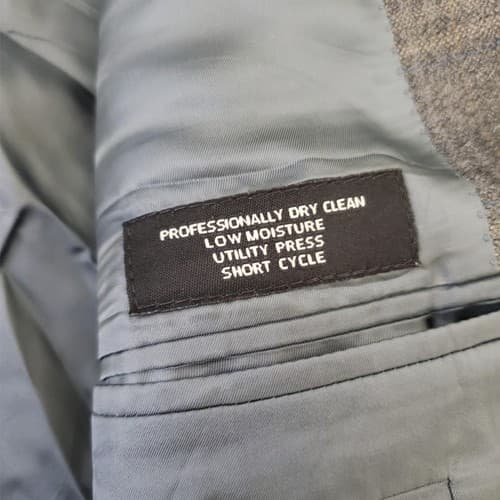 PROFESSIONALLY DRY CLEAN
LOW MOISTURE
UTILITY PRESS
SHORT CYCLE